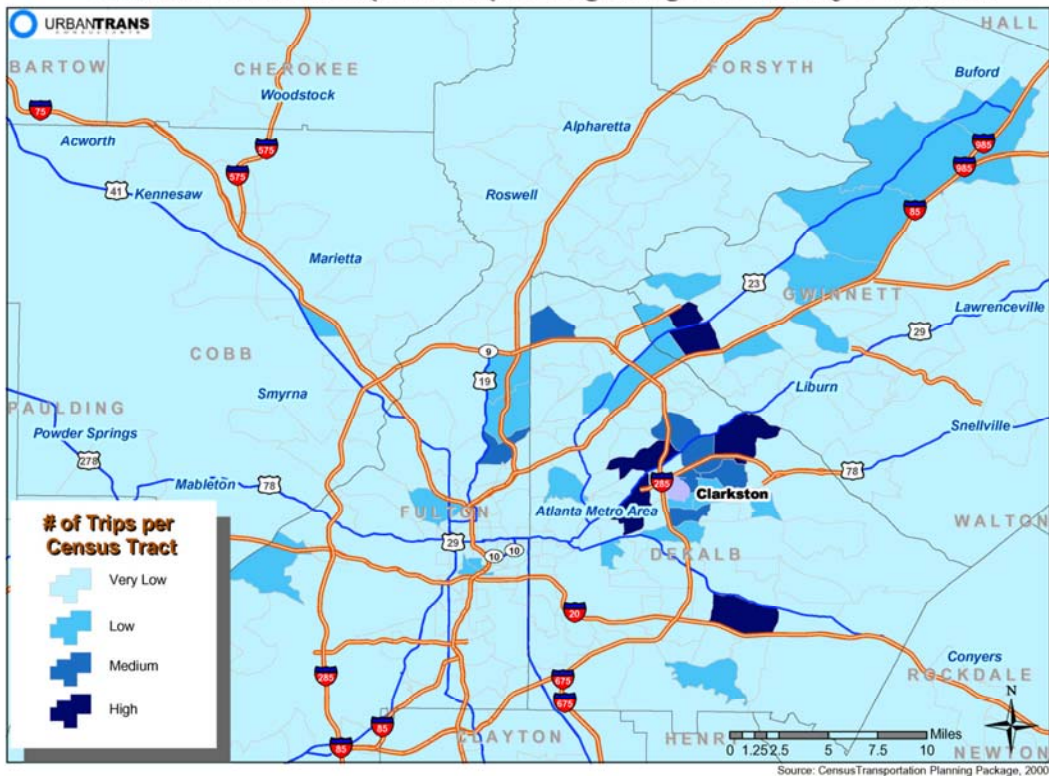 URBANTRANS
CONSULTANTS
HALL
BARTOW
CHEROKEE
FORSYTH
Buford
Woodstock
75
Acworth
Alpharetta
985
575
985
41
575
Kennesaw
Roswell
85
Marietta
23
GWINNETT
Lawrenceville
29
COBB
9
19
Smyrna
Liburn
PAULDING
Snellville
Powder Springs
278
78
Mableton
78
285
Clarkston
# of Trips per
Census Tract
FULTON
Atlanta Metro Area
WALTON
29
10
10
DEKALB
Very Low
Low
20
Medium
Conyers
ROCKDALE
285
675
High
675
N
85
85
CLAYTON
HENR
Miles
0 1.25 2.5 5 7.5 10
NEWTON
Source: CensusTransportation Planning Package, 2000